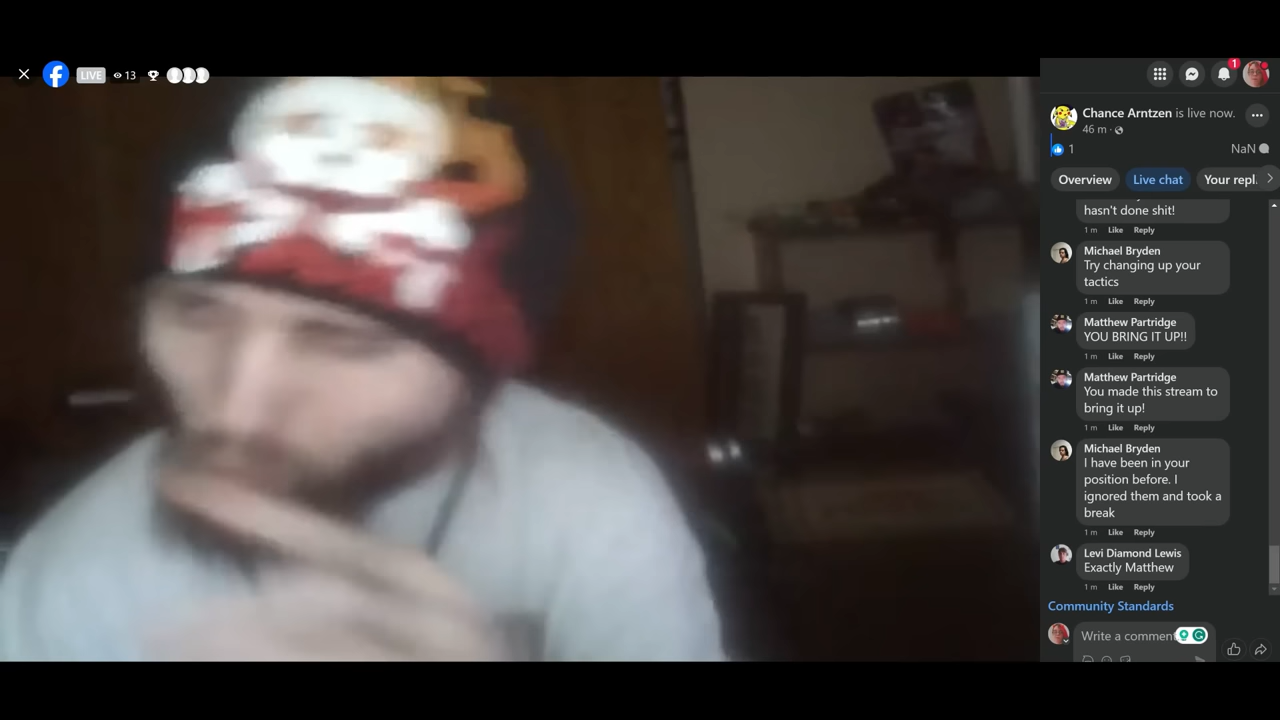 LIVE
13
1
Chance Arntzen is live now.
46 m ·
1
NaN
Overview
Live chat
Your repl.
hasn't done shit!
1 m Like Reply
Michael Bryden
Try changing up your
tactics
1 m Like Reply
Matthew Partridge
YOU BRING IT UP!!
1 m Like Reply
Matthew Partridge
You made this stream to
bring it up!
1 m Like Reply
Michael Bryden
I have been in your
position before. I
ignored them and took a
break
1 m Like Reply
Levi Diamond Lewis
Exactly Matthew
1 m Like Reply
Community Standards
Write a comment